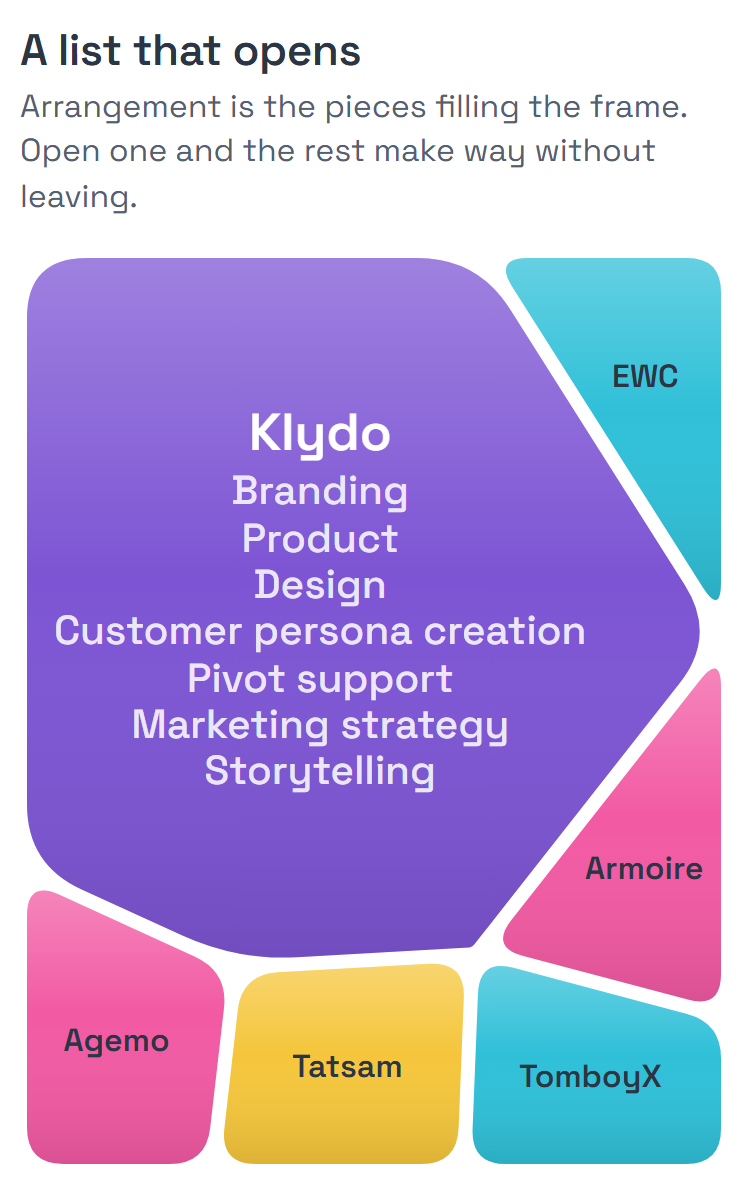 A list that opens
Arrangement is the pieces filling the frame.
Open one and the rest make way without
leaving.
EWC
Klydo
Branding
Product
Design
Customer persona creation
Pivot support
Marketing strategy
Storytelling
Armoire
Agemo
Tatsam
TomboyX